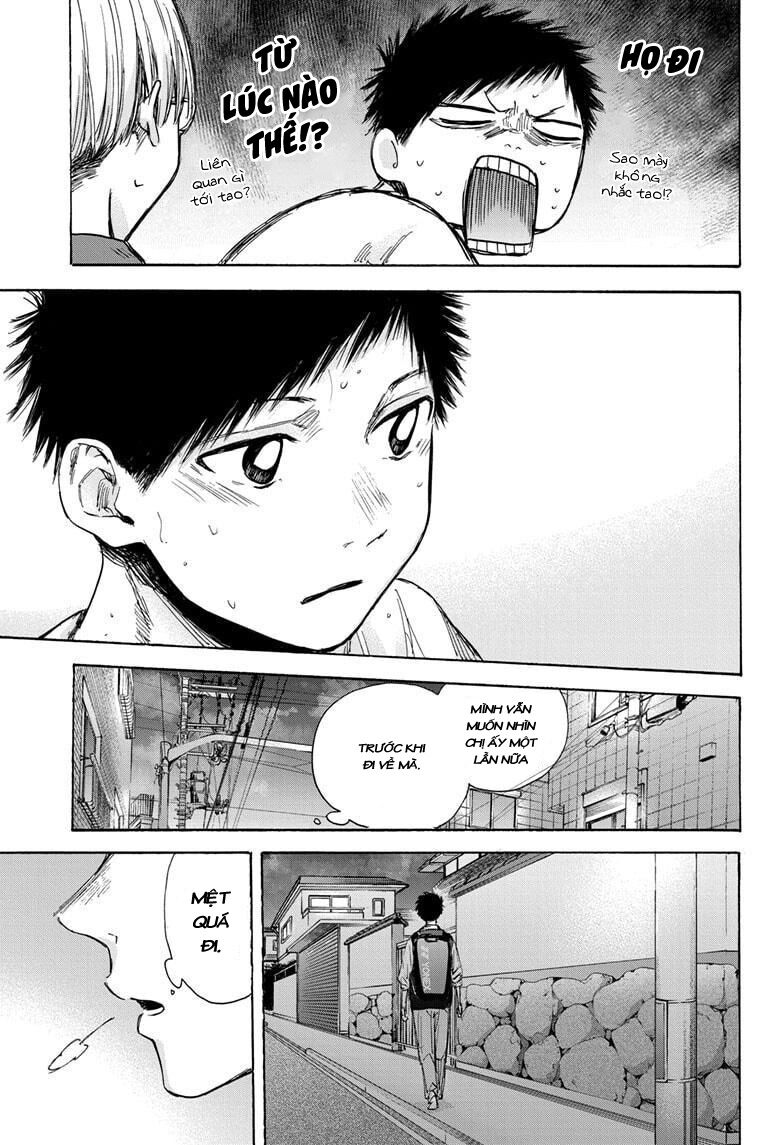 HỌ ĐI
TỪ
LÚC NÀO
THẾ!?
Sao mày
không
nhắc tao!?
Liên
quan gì
tới tao?
MÌNH VẪN
MUỐN NHÌN
CHỊ ẤY MỘT
LẦN NỮA
TRƯỚC KHI
ĐI VỀ MÀ.
MỆT
QUÁ
ĐI.